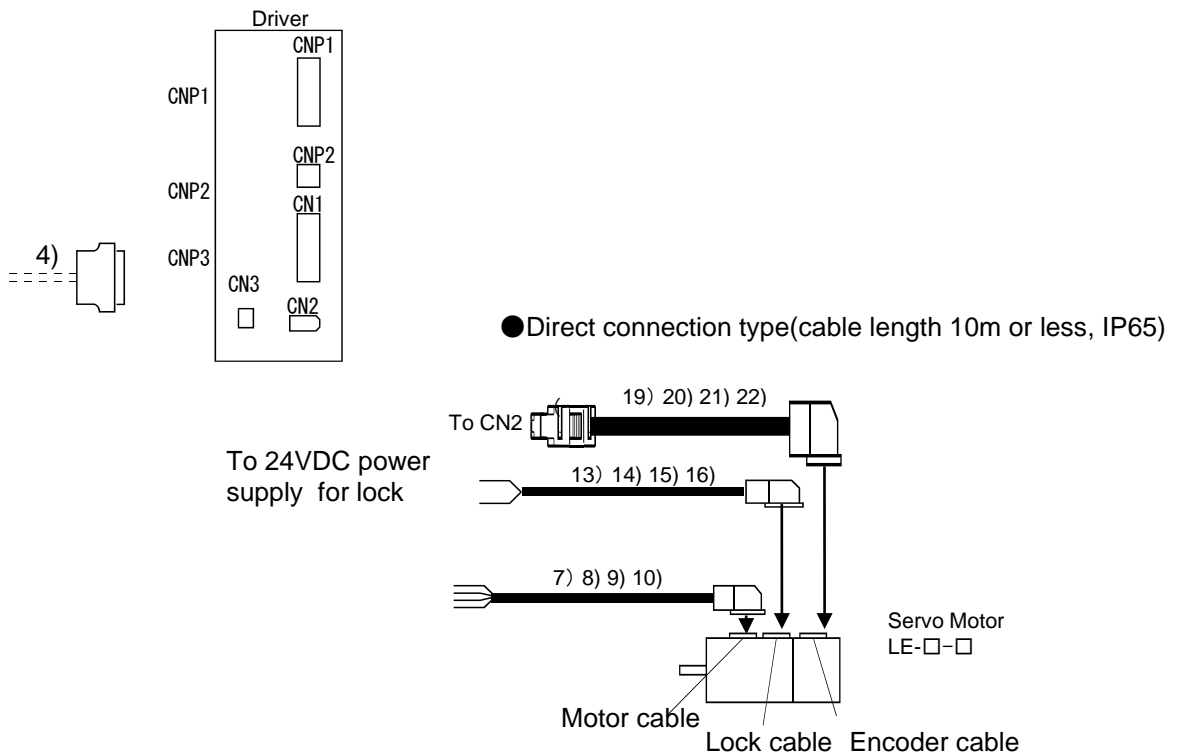 Driver
CNP1
CNP1
CNP2
CNP2
CN1
4)
CNP3
CN3
CN2
●Direct connection type(cable length 10m or less, IP65)
19) 20) 21) 22)
To CN2
To 24VDC power
supply for lock
13) 14) 15) 16)
7) 8) 9) 10)
Servo Motor
LE-□-□
Motor cable
Lock cable
Encoder cable